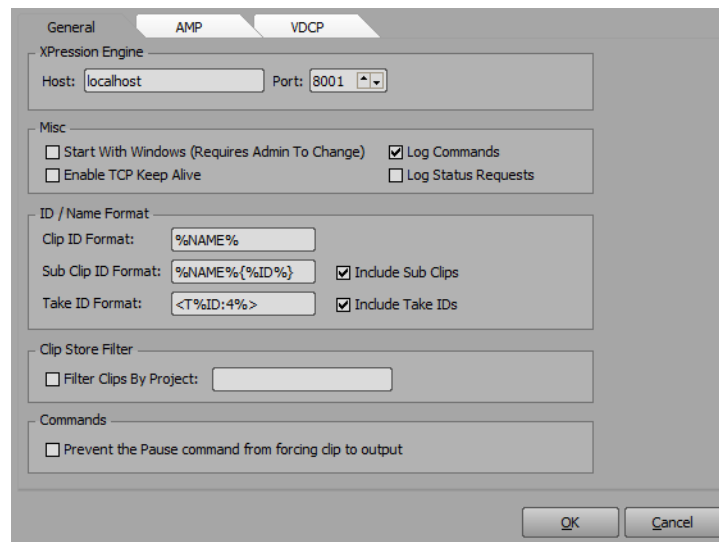 General AMP VDCP
XPression Engine
Host: localhost Port: 8001
Misc
Start With Windows (Requires Admin To Change) Log Commands
Enable TCP Keep Alive Log Status Requests
ID / Name Format
Clip ID Format: %NAME%
Sub Clip ID Format: %NAME%{%ID%} Include Sub Clips
Take ID Format: <T%ID:4%> Include Take IDs
Clip Store Filter
Filter Clips By Project:
Commands
Prevent the Pause command from forcing clip to output
OK Cancel